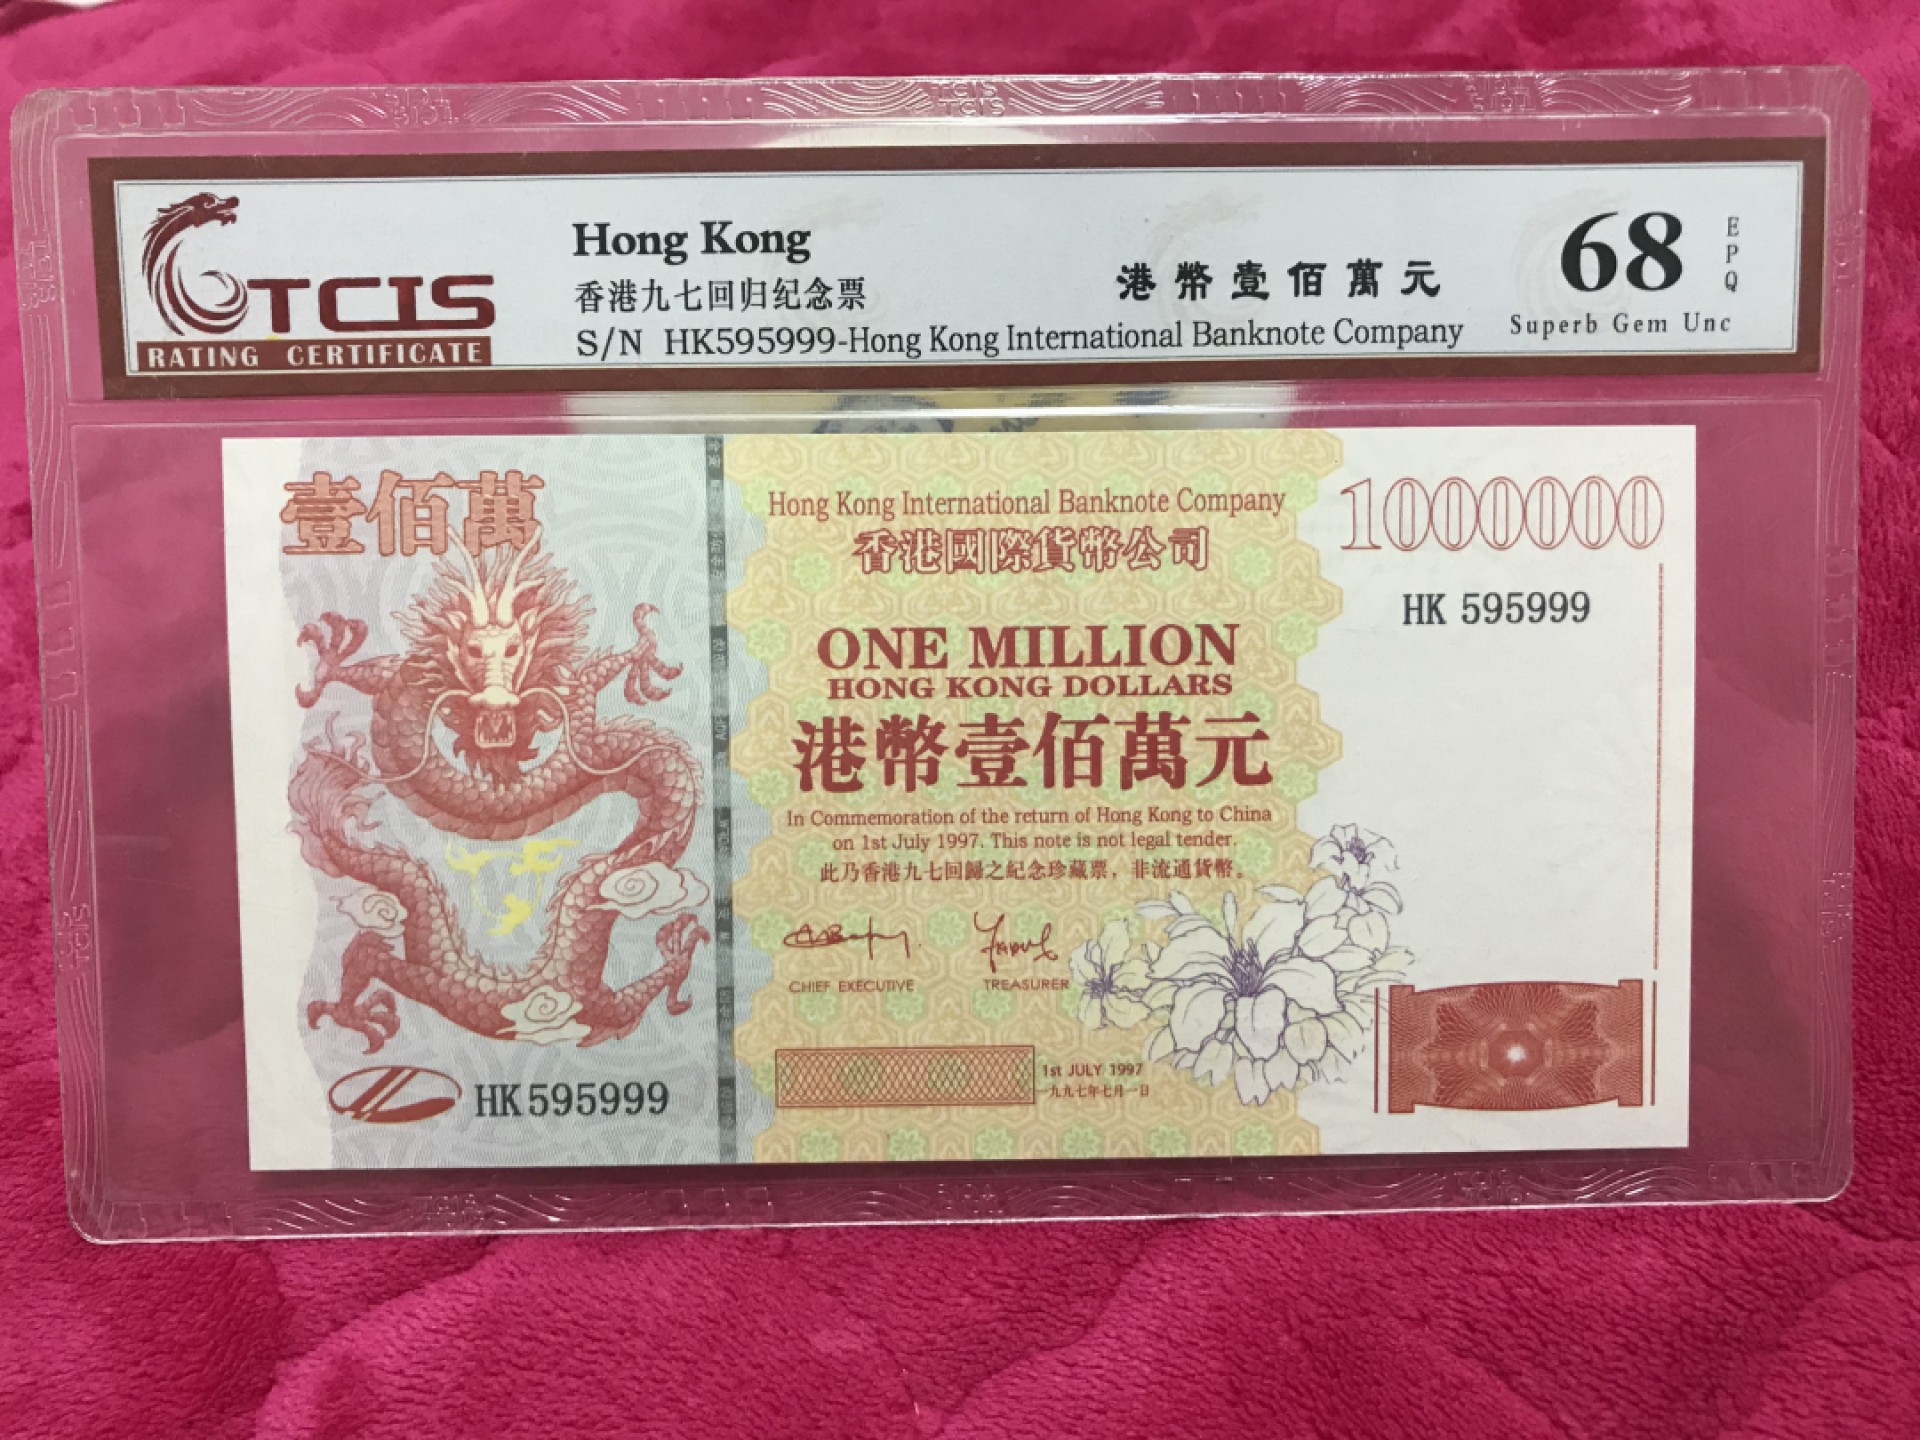 TCIS
RATING CERTIFICATE
Hong Kong
香港九七回归纪念票
港幣壹佰萬元
S/N HK595999-Hong Kong International Banknote Company
68
EPQ
Superb Gem Unc
壹佰萬
Hong Kong International Banknote Company
香港國際貨幣公司
1000000
HK 595999
ONE MILLION
HONG KONG DOLLARS
港幣壹佰萬元
In Commemoration of the return of Hong Kong to China
on 1st July 1997. This note is not legal tender.
此乃香港九七回歸之紀念珍藏票，非流通貨幣。
CHIEF EXECUTIVE
TREASURER
1st JULY 1997
一九九七年七月一日
HK 595999